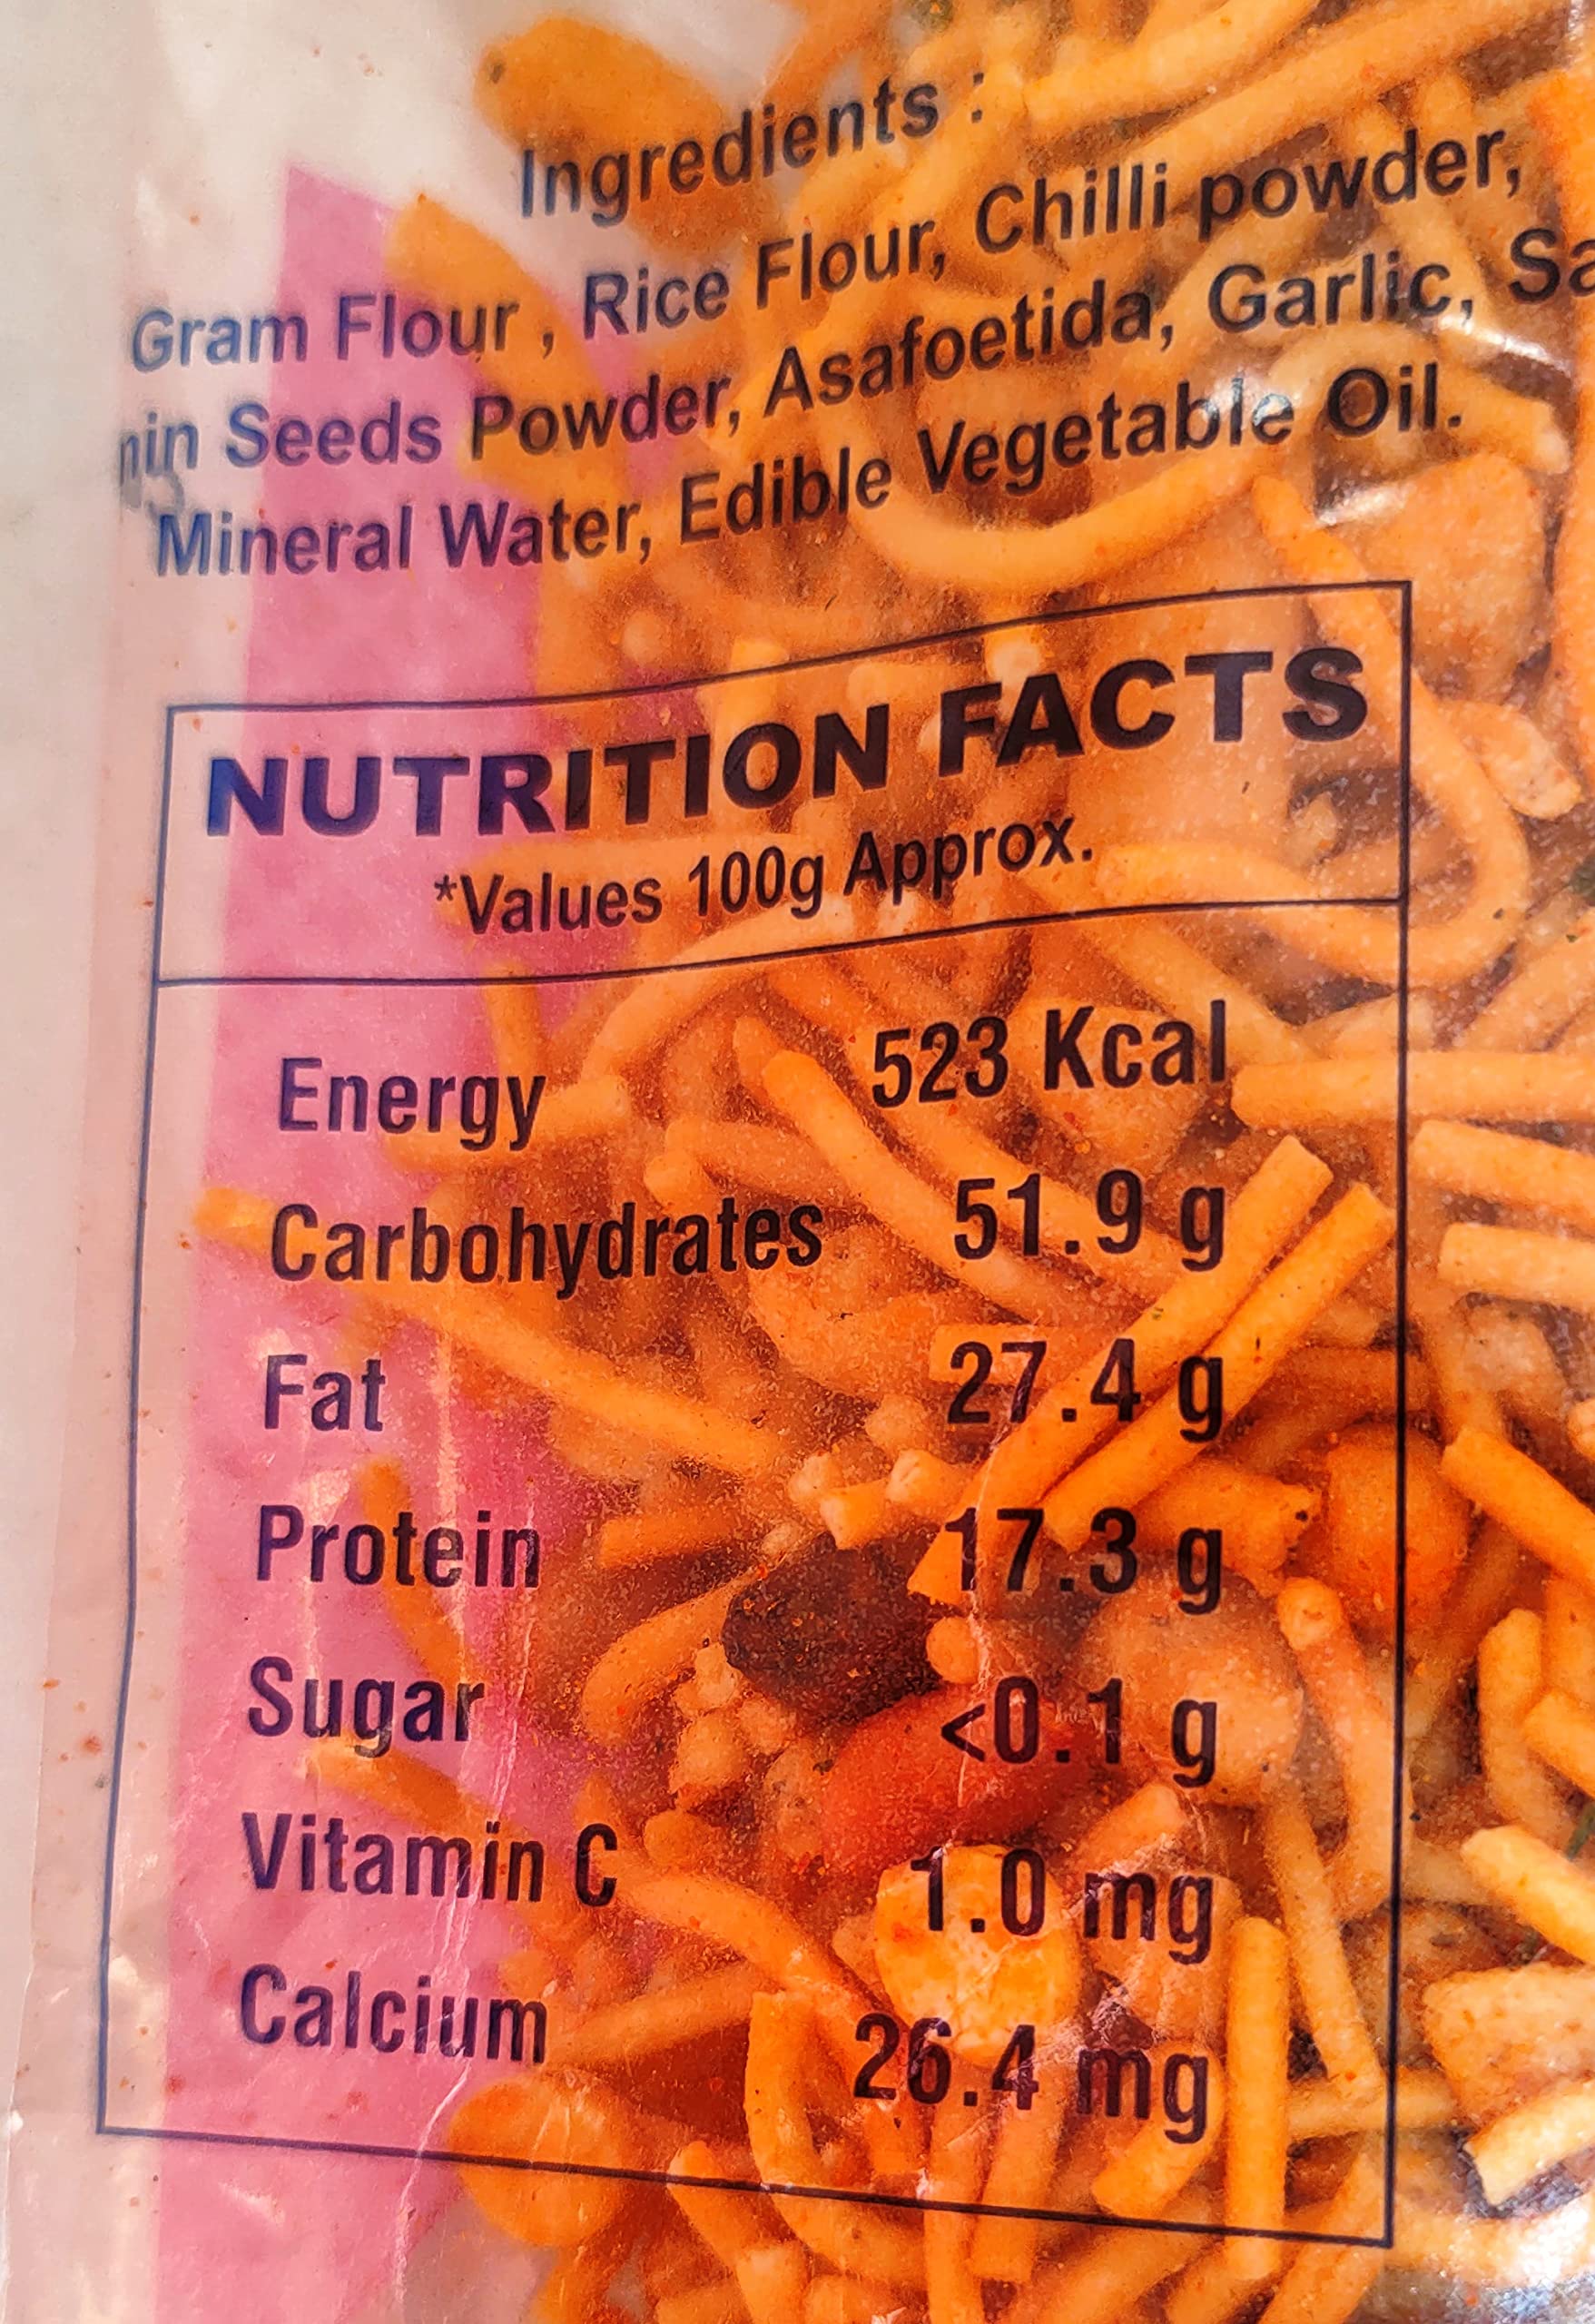 Ingredients :
Gram Flour , Rice Flour, Chilli powder,
Seeds Powder, Asafoetida, Garlic,
Mineral Water, Edible Vegetable Oil.
NUTRITION FACTS
*Values 100g Approx.
Energy 523 Kcal
Carbohydrates 51.9 g
Fat 27.4 g
Protein 17.3 g
Sugar <0.1 g
Vitamin C 1.0 mg
Calcium 26.4 mg